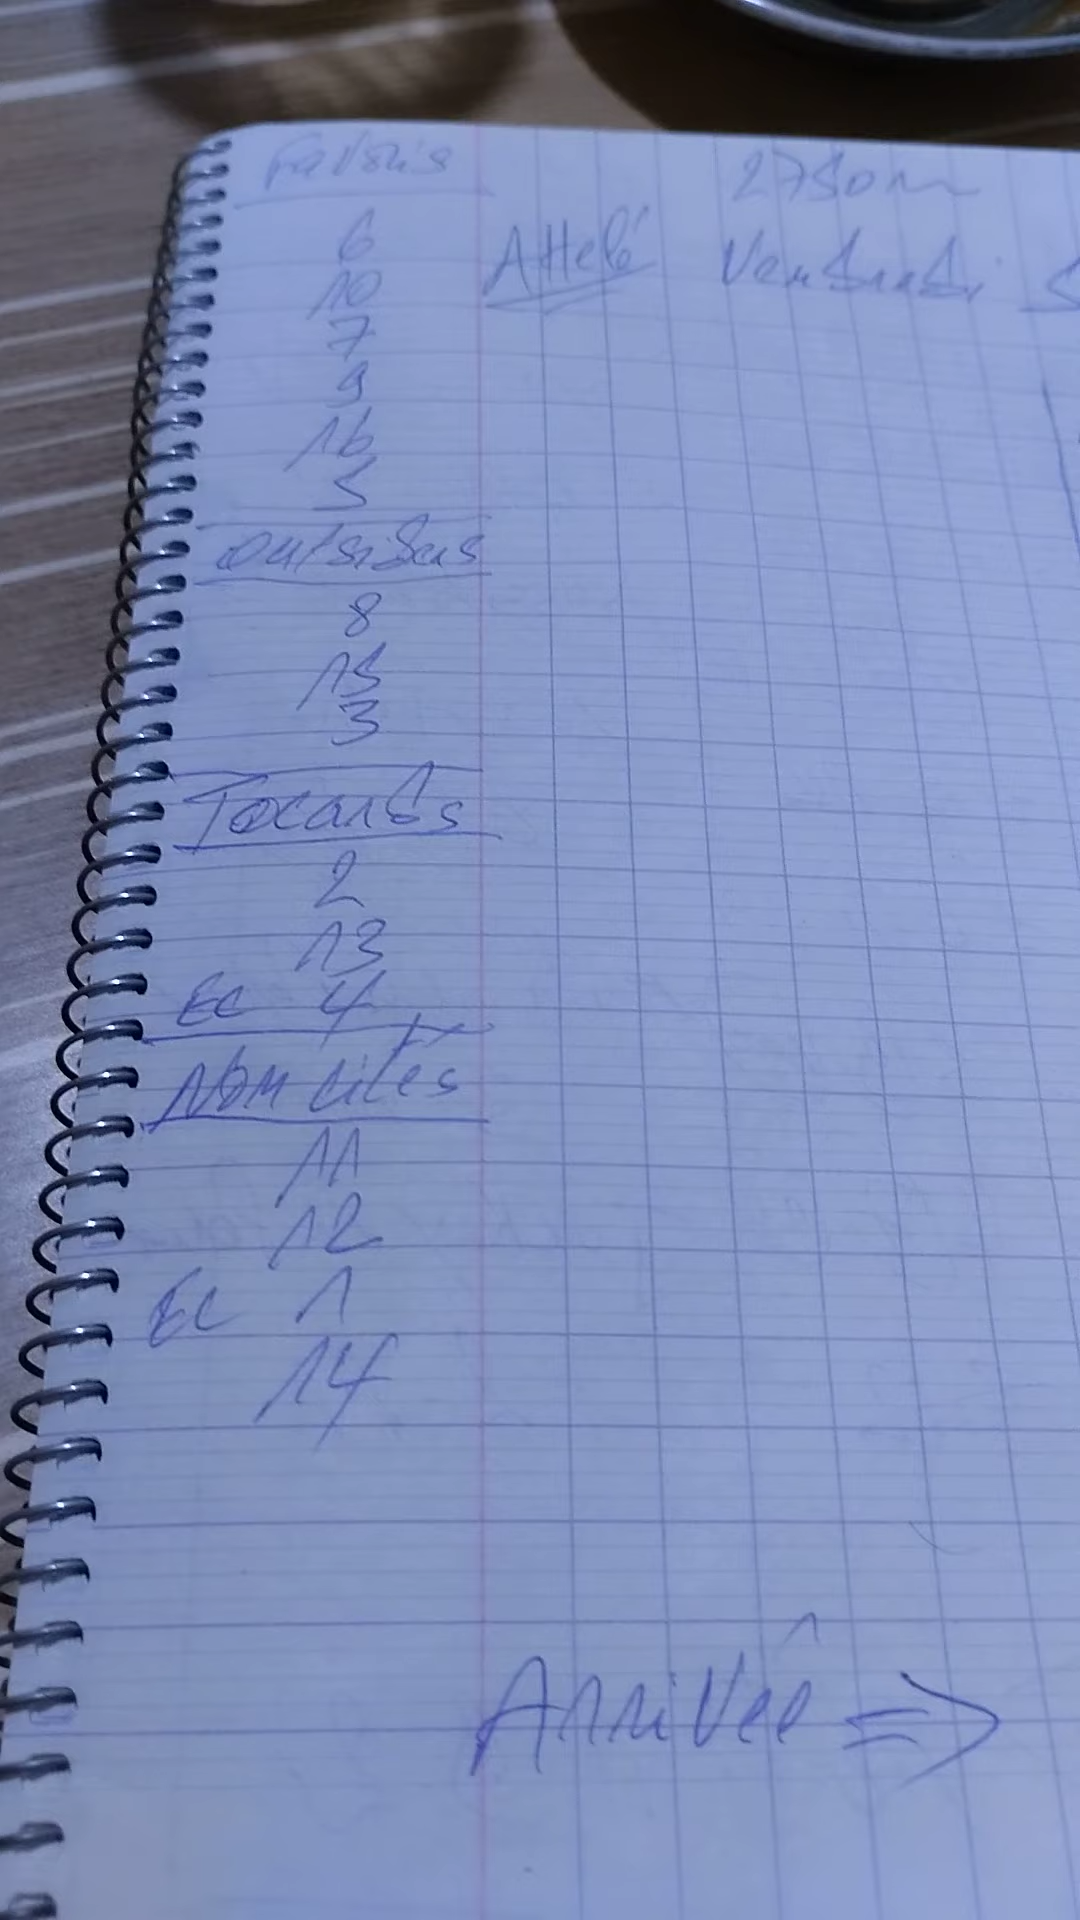 Favoris
2750m
Attelé Vendredi
6
10
7
9
16
5
outsiders
8
15
3
Tocards
2
13
EC 4
Non cités
11
12
EC 1
14
Arrivée ⇒